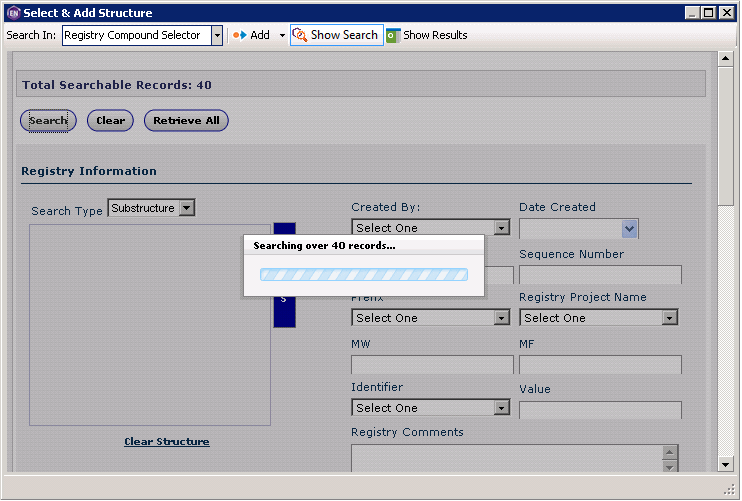 EN Select & Add Structure
Search In: Registry Compound Selector Add Show Search Show Results
Total Searchable Records: 40
Search Clear Retrieve All
Registry Information
Search Type Substructure
Created By:
Select One
Date Created
Searching over 40 records...
Sequence Number
s
Prefix
Select One
Registry Project Name
Select One
MW
MF
Identifier
Select One
Value
Clear Structure
Registry Comments